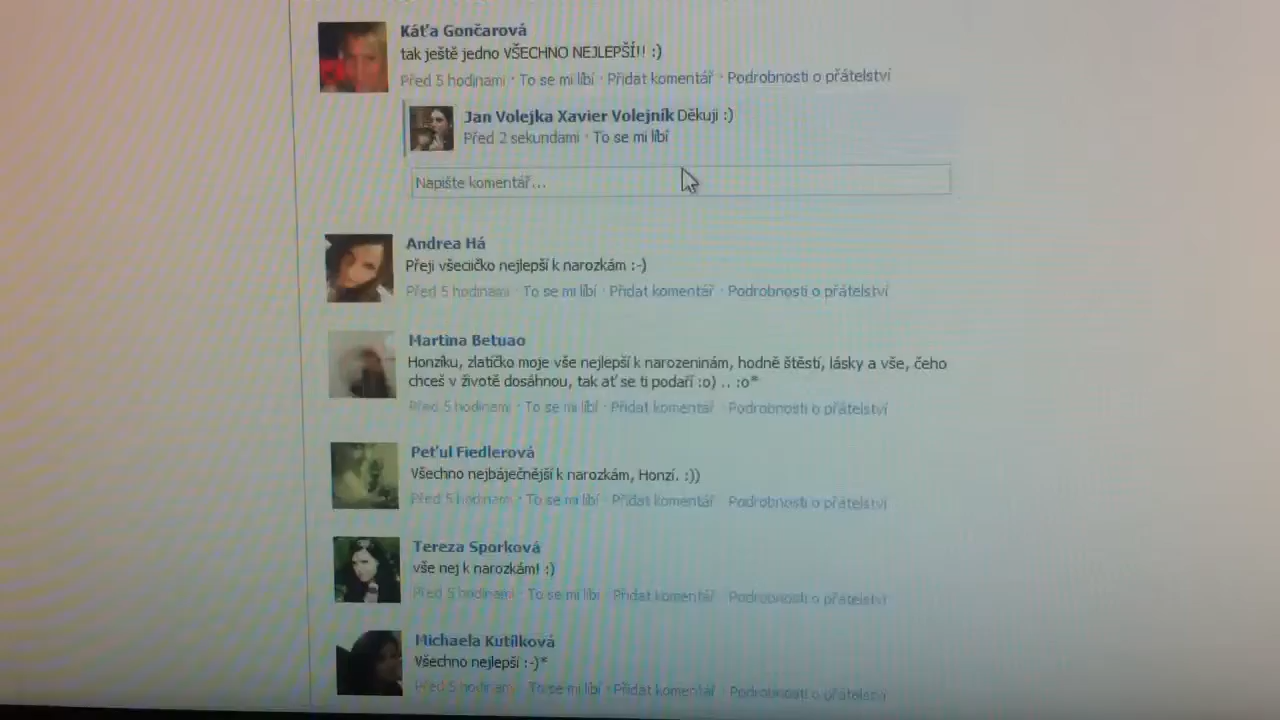 Káťa Gončarová
tak ještě jedno VŠECHNO NEJLEPŠÍ!! :)
Před 5 hodinami · To se mi líbí · Přidat komentář · Podrobnosti o přátelství
Jan Volejka Xavier Volejník Děkuji :)
Před 2 sekundami · To se mi líbí
Napište komentář...
Andrea Há
Přeji všeciičko nejlepší k narozkám :-)
Před 5 hodinami · To se mi líbí · Přidat komentář · Podrobnosti o přátelství
Martina Betuao
Honzíku, zlatíčko moje vše nejlepší k narozeninám, hodně štěstí, lásky a vše, čeho
chceš v životě dosáhnou, tak ať se ti podaří :o) .. :o*
Před 5 hodinami · To se mi líbí · Přidat komentář · Podrobnosti o přátelství
Peťul Fiedlerová
Všechno nejbáječnější k narozkám, Honzí. :))
Před 5 hodinami · To se mi líbí · Přidat komentář · Podrobnosti o přátelství
Tereza Sporková
vše nej k narozkám! :)
Před 5 hodinami · To se mi líbí · Přidat komentář · Podrobnosti o přátelství
Michaela Kutílková
Všechno nejlepší :-)*
Před 5 hodinami · To se mi líbí · Přidat komentář · Podrobnosti o přátelství